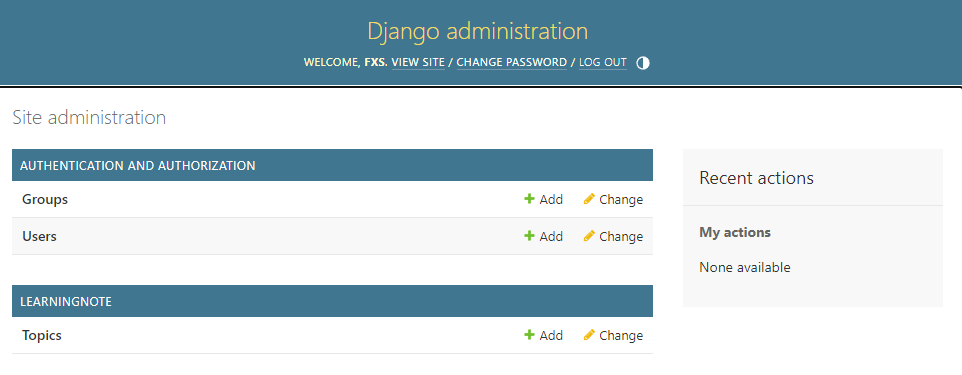 Django administration
WELCOME, FXS. VIEW SITE / CHANGE PASSWORD / LOG OUT
Site administration
AUTHENTICATION AND AUTHORIZATION
Groups Add Change
Users Add Change
LEARNINGNOTE
Topics Add Change
Recent actions
My actions
None available